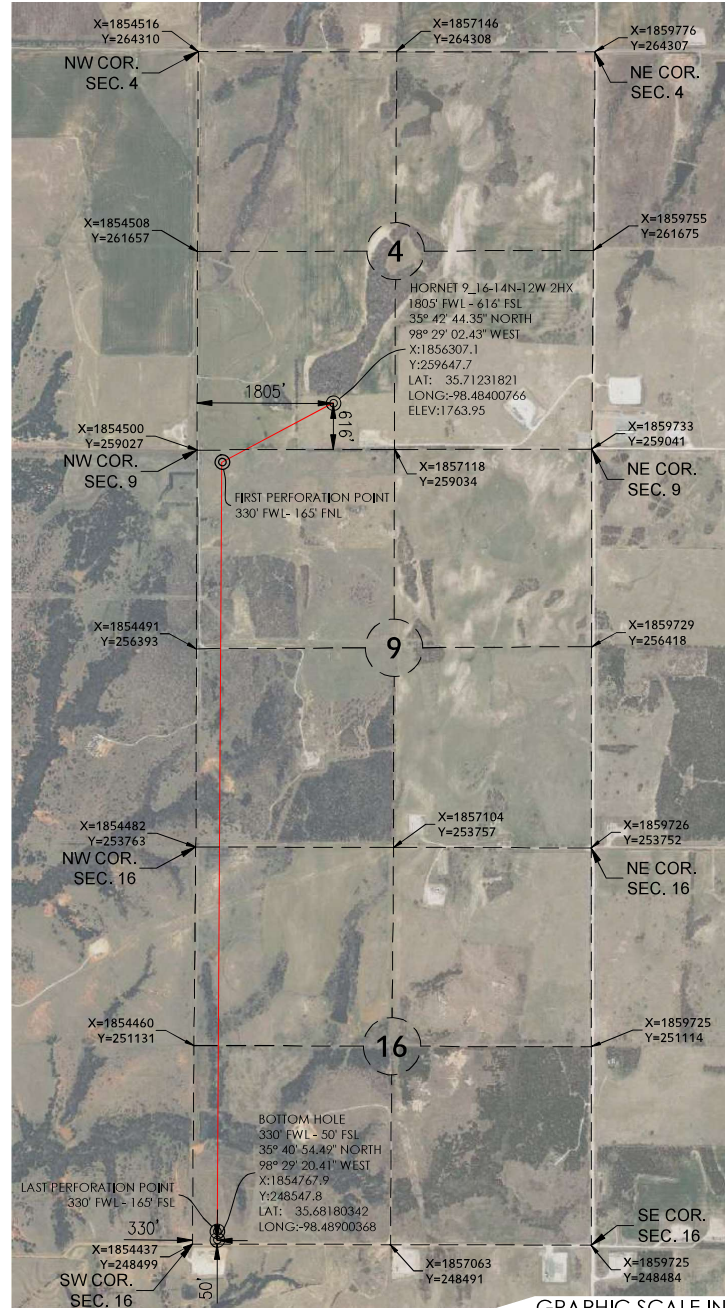 X=1854516
Y=264310
X=1857146
Y=264308
X=1859776
Y=264307
NW COR.
SEC. 4
NE COR.
SEC. 4
X=1854508
Y=261657
X=1859755
Y=261675
4
HORNET 9_16-14N-12W 2HX
1805' FWL - 616' FSL
35° 42' 44.35" NORTH
98° 29' 02.43" WEST
X:1856307.1
Y:259647.7
LAT: 35.71231821
LONG:-98.48400766
ELEV:1763.95
1805'
616'
X=1854500
Y=259027
NW COR.
SEC. 9
X=1857118
Y=259034
X=1859733
Y=259041
NE COR.
SEC. 9
FIRST PERFORATION POINT
330' FWL- 165' FNL
X=1854491
Y=256393
X=1859729
Y=256418
9
X=1854482
Y=253763
NW COR.
SEC. 16
X=1857104
Y=253757
X=1859726
Y=253752
NE COR.
SEC. 16
X=1854460
Y=251131
X=1859725
Y=251114
16
BOTTOM HOLE
330' FWL - 50' FSL
35° 40' 54.49" NORTH
98° 29' 20.41" WEST
X:1854767.9
Y:248547.8
LAT: 35.68180342
LONG:-98.48900368
LAST PERFORATION POINT
330' FWL - 165' FSL
330'
50'
X=1854437
Y=248499
SW COR.
SEC. 16
X=1857063
Y=248491
SE COR.
SEC. 16
X=1859725
Y=248484
GRAPHIC SCALE IN